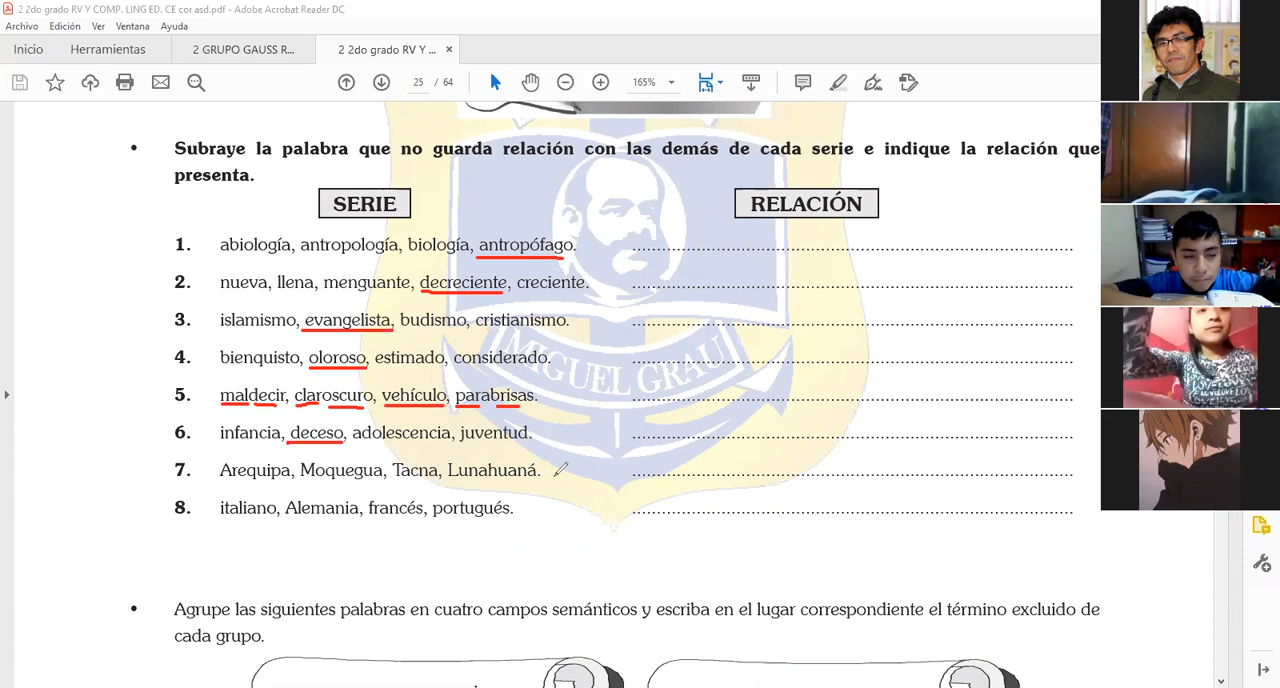 2 2do grado RV Y COMP. LING ED. CE cor asd.pdf - Adobe Acrobat Reader DC
Archivo Edición Ver Ventana Ayuda
Inicio Herramientas 2 GRUPO GAUSS R... 2 2do grado RV Y ... ×
25 / 64 165%
• Subraye la palabra que no guarda relación con las demás de cada serie e indique la relación que
presenta.
SERIE RELACIÓN
1. abiología, antropología, biología, antropófago. ........................................................................
2. nueva, llena, menguante, decreciente, creciente. ........................................................................
3. islamismo, evangelista, budismo, cristianismo. ........................................................................
4. bienquisto, oloroso, estimado, considerado. ........................................................................
5. maldecir, claroscuro, vehículo, parabrisas. ........................................................................
6. infancia, deceso, adolescencia, juventud. ........................................................................
7. Arequipa, Moquegua, Tacna, Lunahuaná. ........................................................................
8. italiano, Alemania, francés, portugués. ........................................................................
MIGUEL GRAU
• Agrupe las siguientes palabras en cuatro campos semánticos y escriba en el lugar correspondiente el término excluido de
cada grupo.